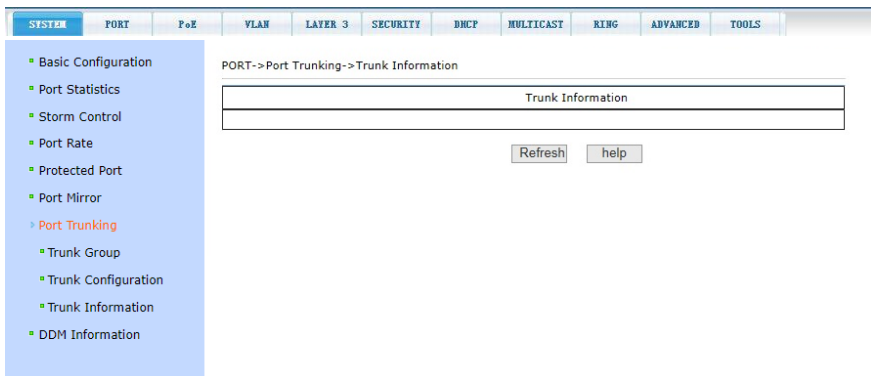 SYSTEM PORT PoE VLAN LAYER 3 SECURITY DHCP MULTICAST RING ADVANCED TOOLS
Basic Configuration
Port Statistics
Storm Control
Port Rate
Protected Port
Port Mirror
Port Trunking
Trunk Group
Trunk Configuration
Trunk Information
DDM Information
PORT->Port Trunking->Trunk Information
Trunk Information
Refresh help